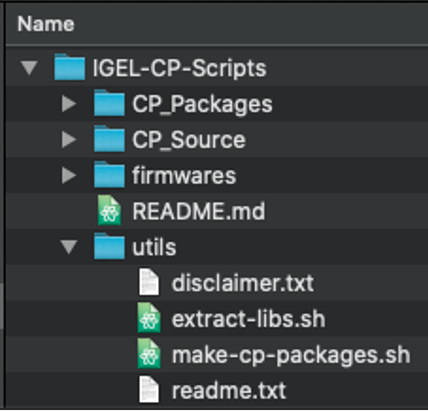 Name
IGEL-CP-Scripts
CP_Packages
CP_Source
firmwares
README.md
utils
disclaimer.txt
extract-libs.sh
make-cp-packages.sh
readme.txt